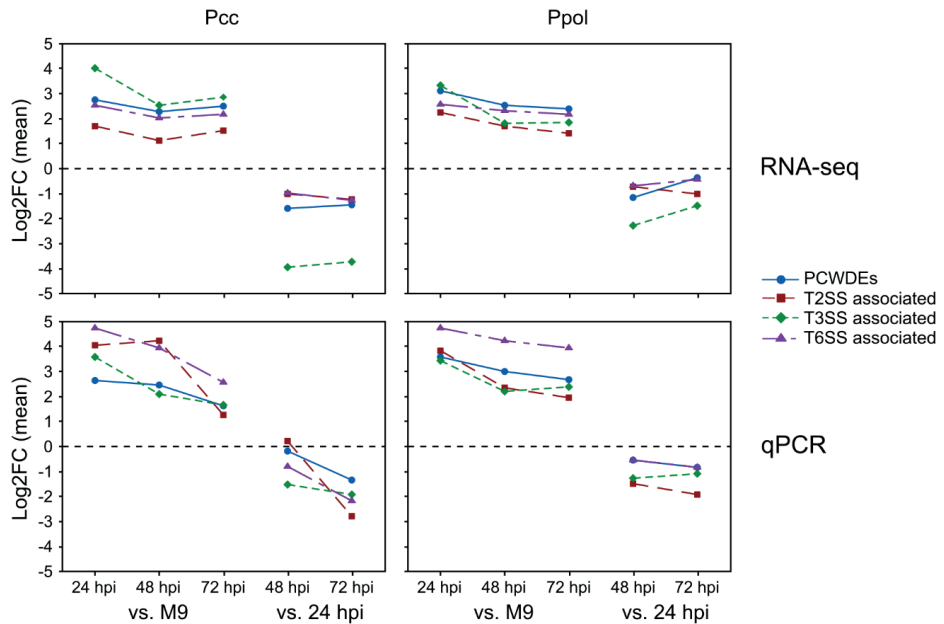 Pcc
Ppol
5
4
3
2
1
0
-1
-2
-3
-4
-5
Log2FC (mean)
RNA-seq
PCWDEs
T2SS associated
T3SS associated
T6SS associated
5
4
3
2
1
0
-1
-2
-3
-4
-5
Log2FC (mean)
qPCR
24 hpi 48 hpi 72 hpi 48 hpi 72 hpi 24 hpi 48 hpi 72 hpi 48 hpi 72 hpi
vs. M9 vs. 24 hpi vs. M9 vs. 24 hpi